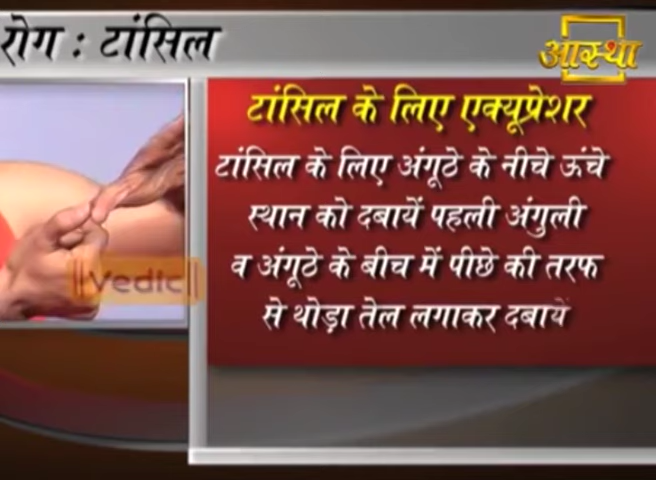 रोग : टांसिल
आस्था
टांसिल के लिए एक्यूप्रेशर
टांसिल के लिए अंगूठे के नीचे ऊंचे
स्थान को दबायें पहली अंगुली
व अंगूठे के बीच में पीछे की तरफ
से थोड़ा तेल लगाकर दबायें
||Vedic||